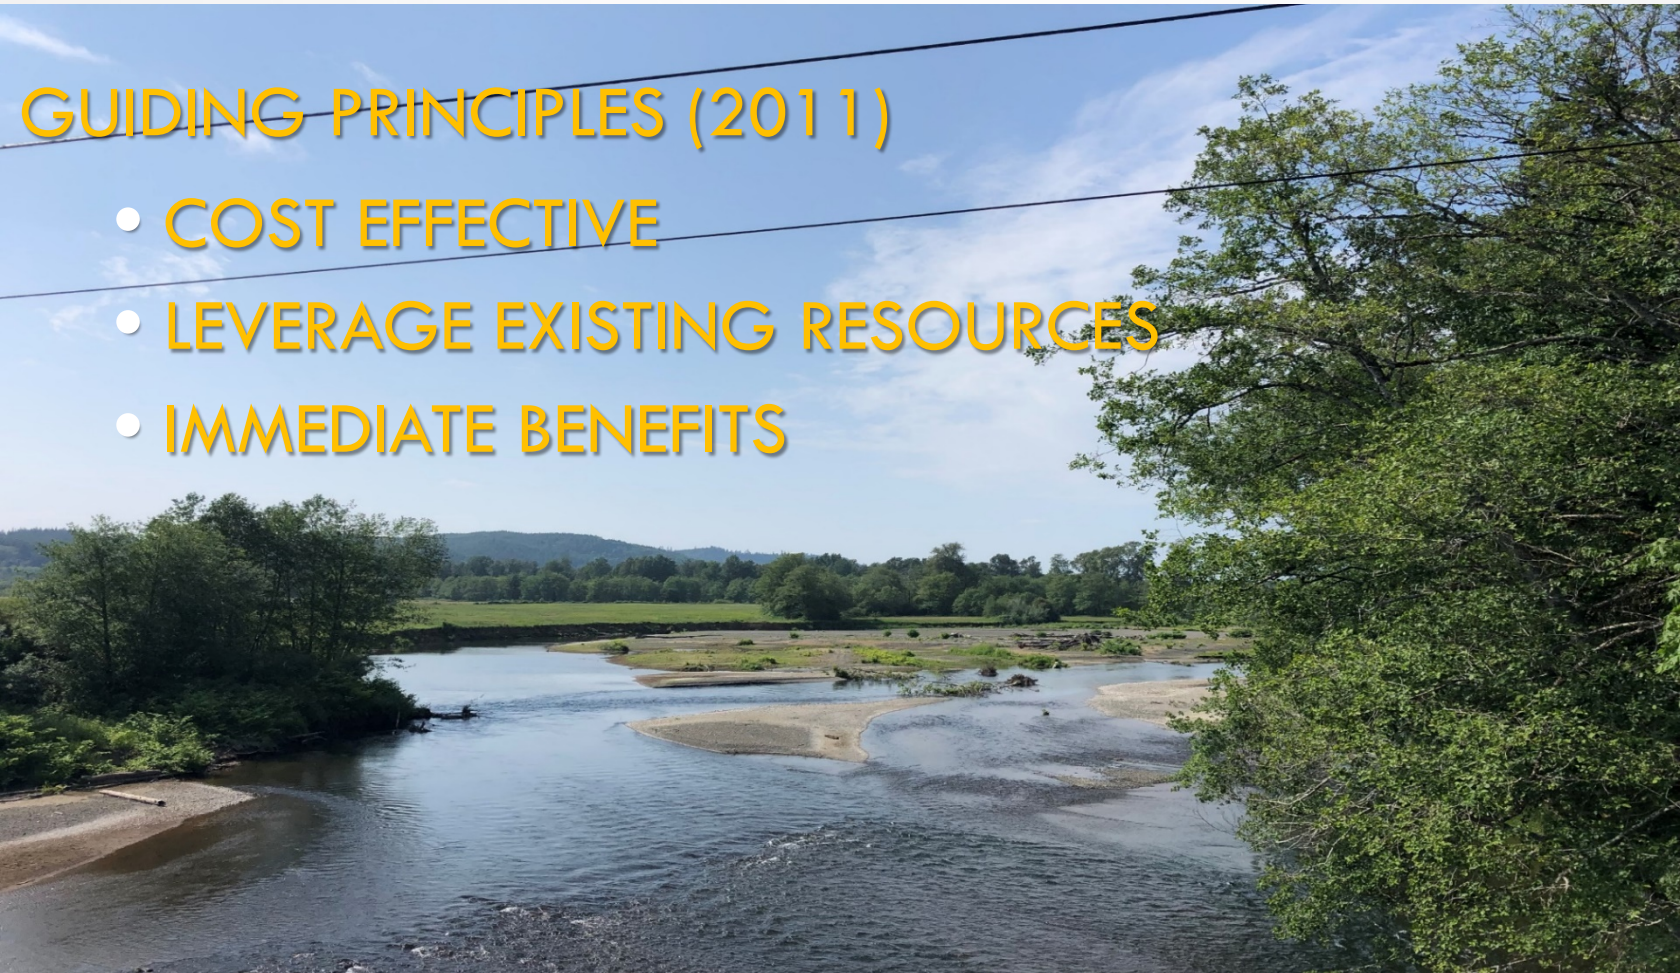 GUIDING PRINCIPLES (2011)
• COST EFFECTIVE
• LEVERAGE EXISTING RESOURCES
• IMMEDIATE BENEFITS